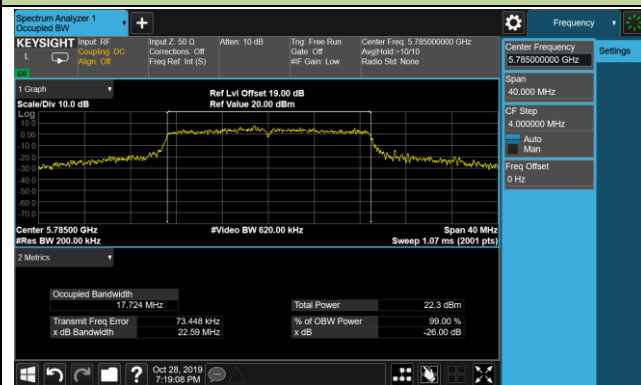 Spectrum Analyzer 1
Occupied BW
+
Frequency
KEYSIGHT
L
LXI
Input: RF
Coupling: DC
Align: Off
Input Z: 50 Ω
Corrections: Off
Freq Ref: Int (S)
Atten: 10 dB
Trig: Free Run
Gate: Off
#IF Gain: Low
Center Freq: 5.785000000 GHz
Avg|Hold:>10/10
Radio Std: None
Center Frequency
5.785000000 GHz
Settings
Span
40.000 MHz
CF Step
4.000000 MHz
Auto
Man
Freq Offset
0 Hz
1 Graph
Scale/Div 10.0 dB
Ref Lvl Offset 19.00 dB
Ref Value 20.00 dBm
Log
10.0
0.00
-10.0
-20.0
-30.0
-40.0
-50.0
-60.0
-70.0
Center 5.78500 GHz
#Res BW 200.00 kHz
#Video BW 620.00 kHz
Span 40 MHz
Sweep 1.07 ms (2001 pts)
2 Metrics
Occupied Bandwidth
17.724 MHz
Total Power 22.3 dBm
Transmit Freq Error 73.448 kHz
% of OBW Power 99.00 %
x dB Bandwidth 22.59 MHz
x dB -26.00 dB
?
Oct 28, 2019
7:19:08 PM